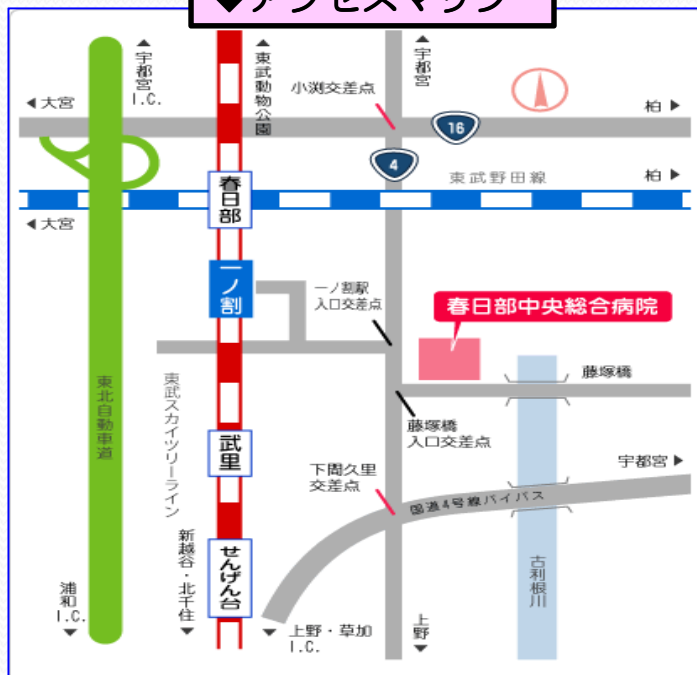 ◆アクセスマップ
宇都宮
I.C.
東武動物公園
宇都宮
小渕交差点
◀大宮
柏▶
16
4
東武野田線
柏▶
春日部
◀大宮
一ノ割
一ノ割駅
入口交差点
春日部中央総合病院
藤塚橋
東北自動車道
東武スカイツリーライン
藤塚橋
入口交差点
武里
下間久里
交差点
宇都宮▶
国道4号線バイパス
新越谷・北千住
せんげん台
古利根川
浦和
I.C.
上野・草加
I.C.
上野